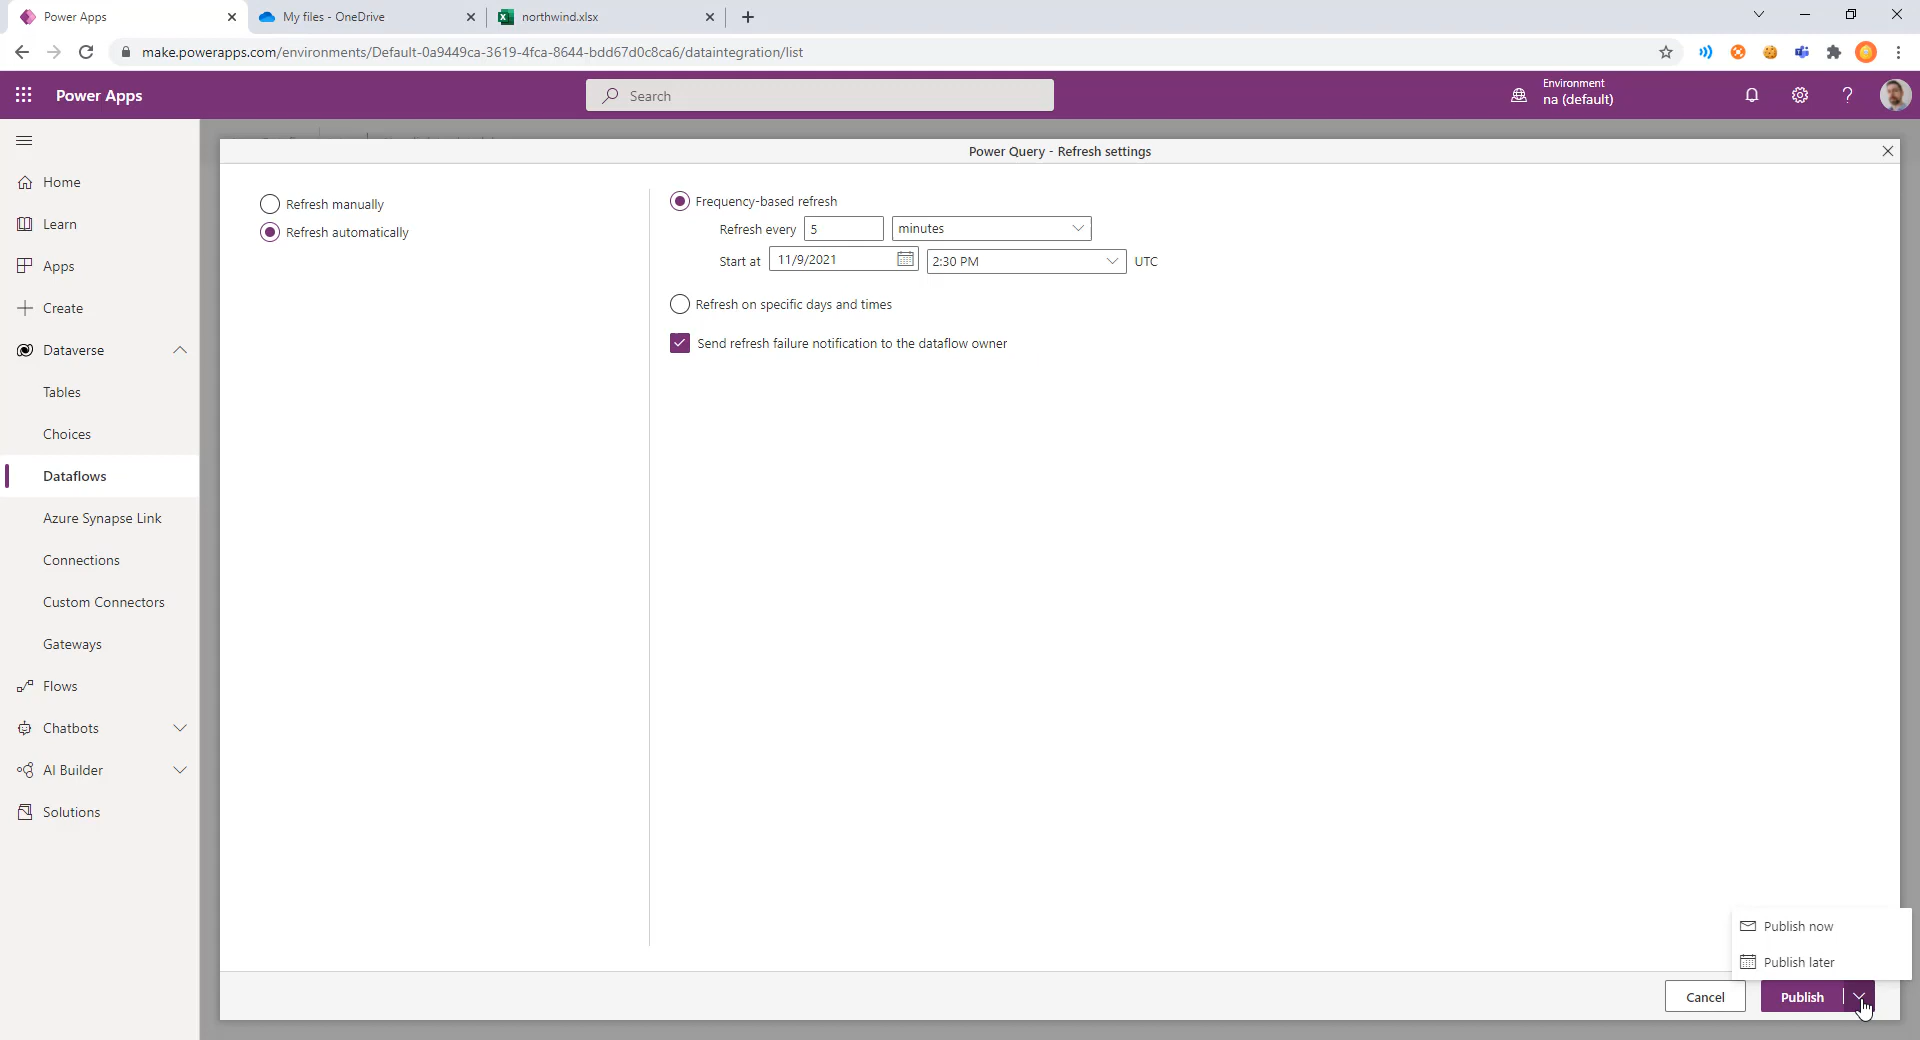 Power Apps
My files - OneDrive
northwind.xlsx
make.powerapps.com/environments/Default-0a9449ca-3619-4fca-8644-bdd67d0c8ca6/dataintegration/list
Power Apps
Search
Environment
na (default)
Power Query - Refresh settings
Home
Learn
Apps
Create
Dataverse
Tables
Choices
Dataflows
Azure Synapse Link
Connections
Custom Connectors
Gateways
Flows
Chatbots
AI Builder
Solutions
Refresh manually
Refresh automatically
Frequency-based refresh
Refresh every 5 minutes
Start at 11/9/2021 2:30 PM UTC
Refresh on specific days and times
Send refresh failure notification to the dataflow owner
Publish now
Publish later
Cancel
Publish